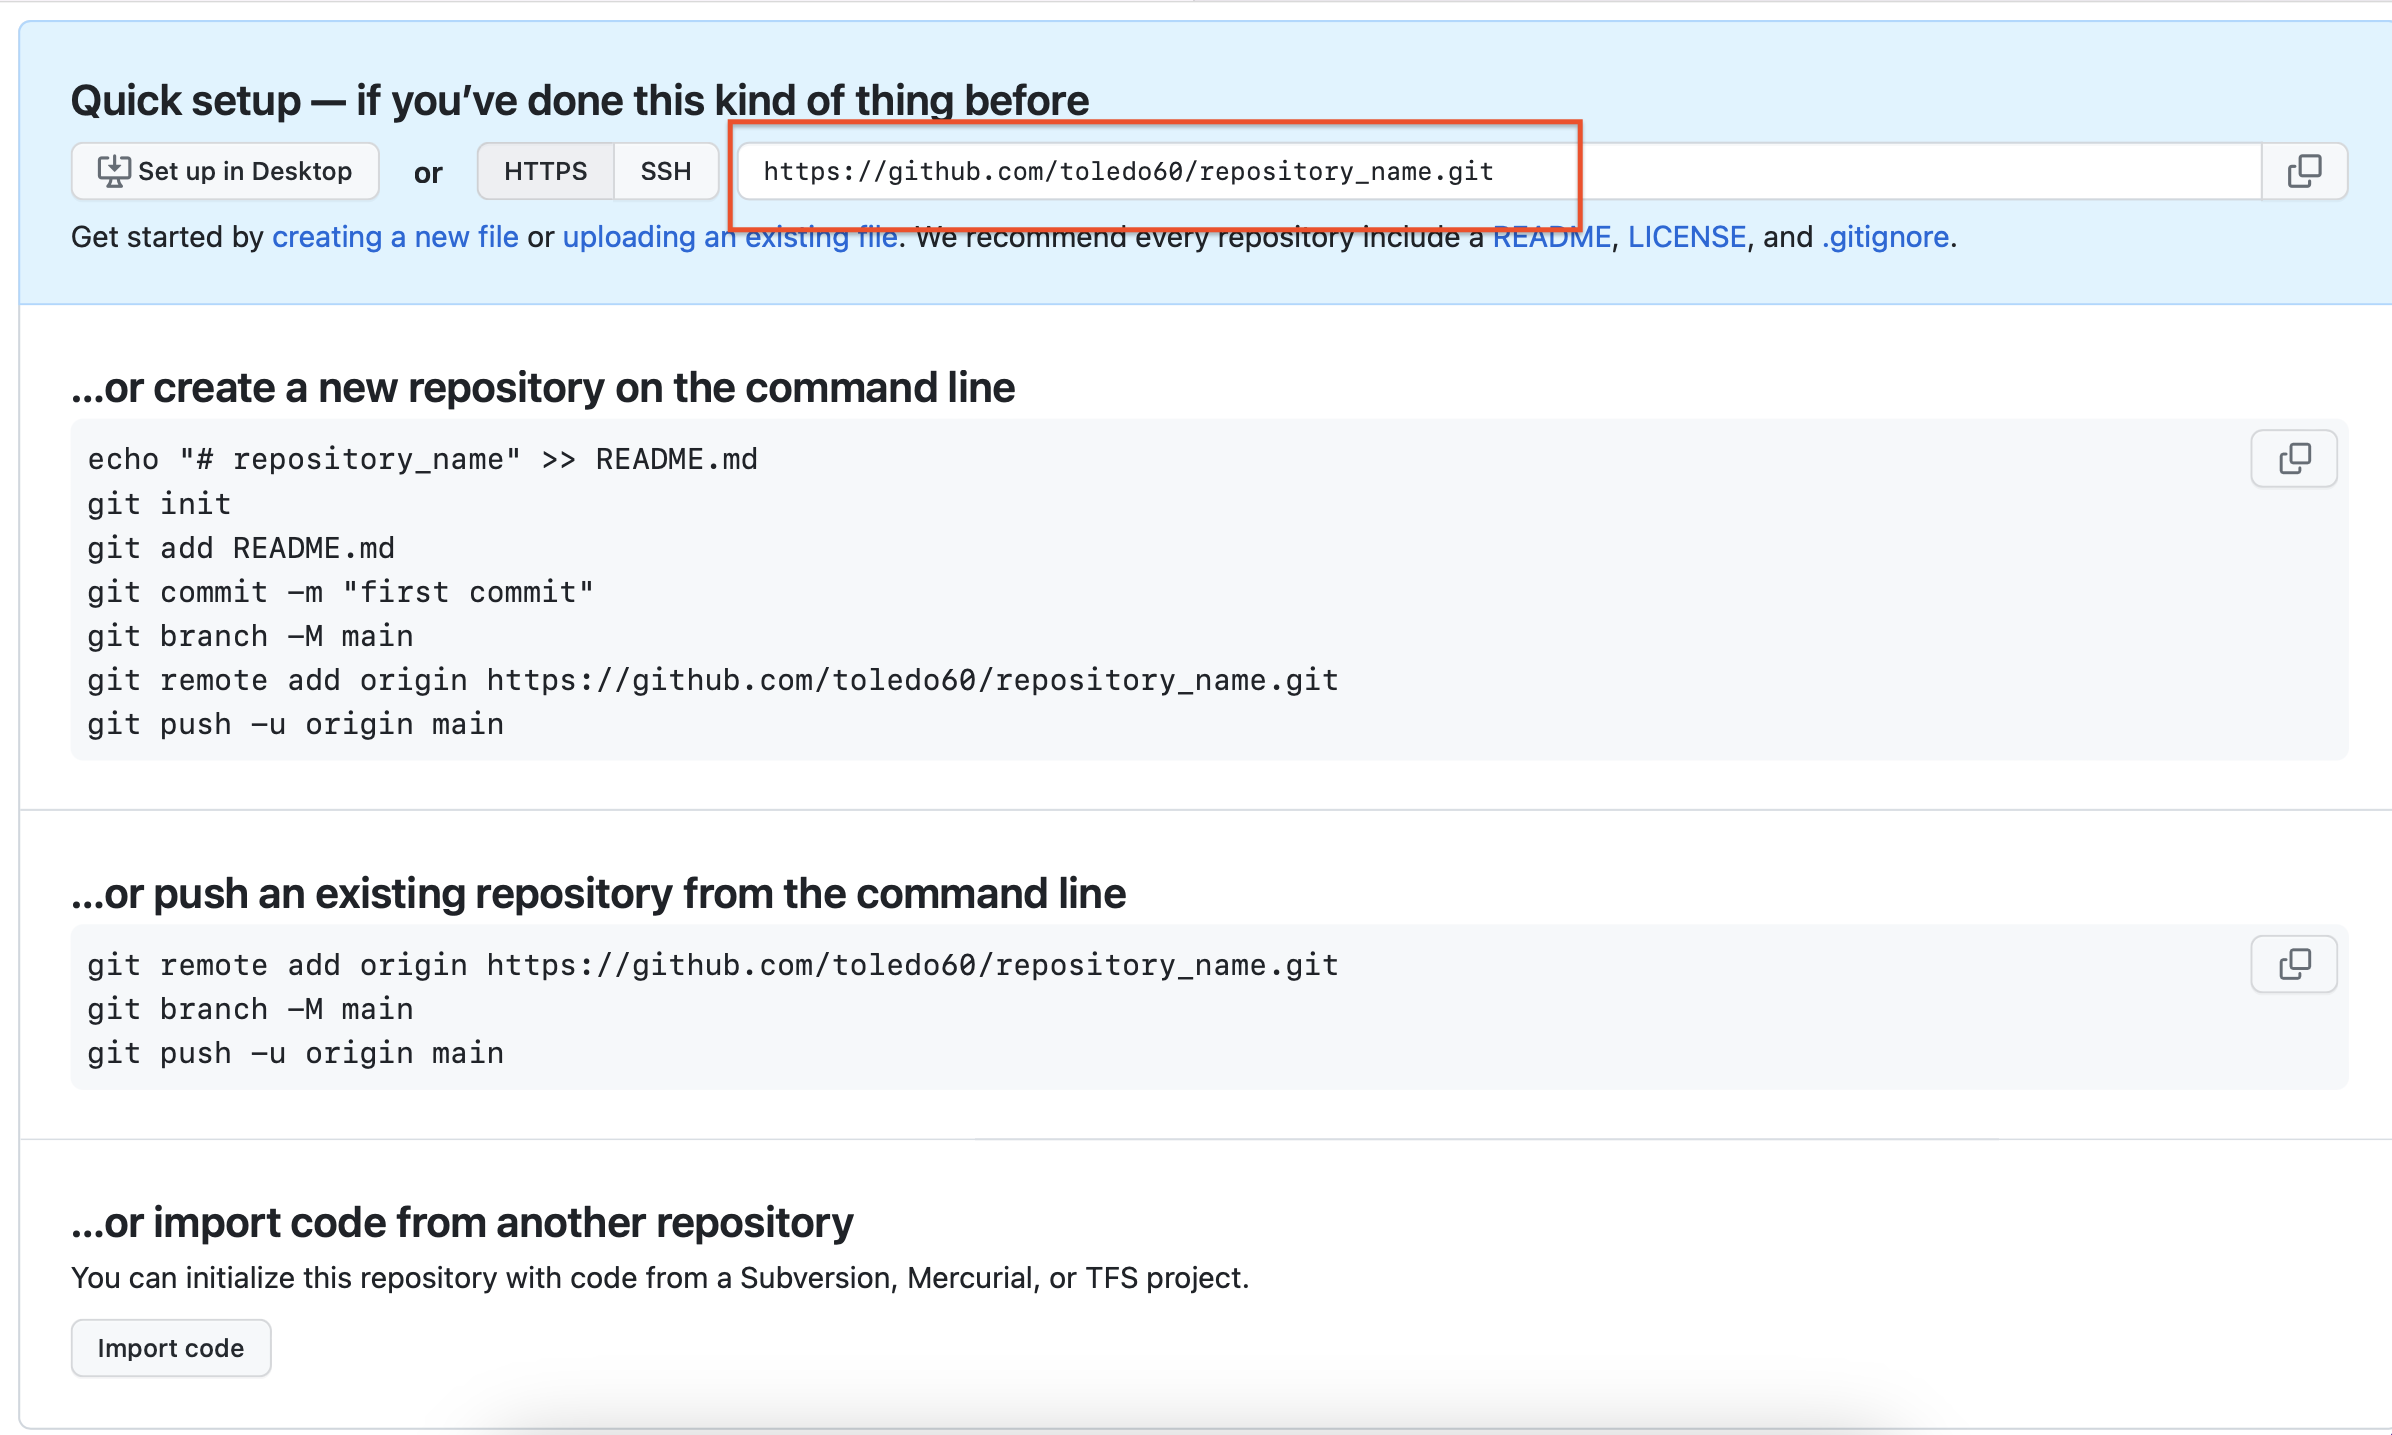 Quick setup — if you’ve done this kind of thing before
Set up in Desktop or HTTPS SSH https://github.com/toledo60/repository_name.git
Get started by creating a new file or uploading an existing file. We recommend every repository include a README, LICENSE, and .gitignore.
…or create a new repository on the command line
echo "# repository_name" >> README.md
git init
git add README.md
git commit -m "first commit"
git branch -M main
git remote add origin https://github.com/toledo60/repository_name.git
git push -u origin main
…or push an existing repository from the command line
git remote add origin https://github.com/toledo60/repository_name.git
git branch -M main
git push -u origin main
…or import code from another repository
You can initialize this repository with code from a Subversion, Mercurial, or TFS project.
Import code